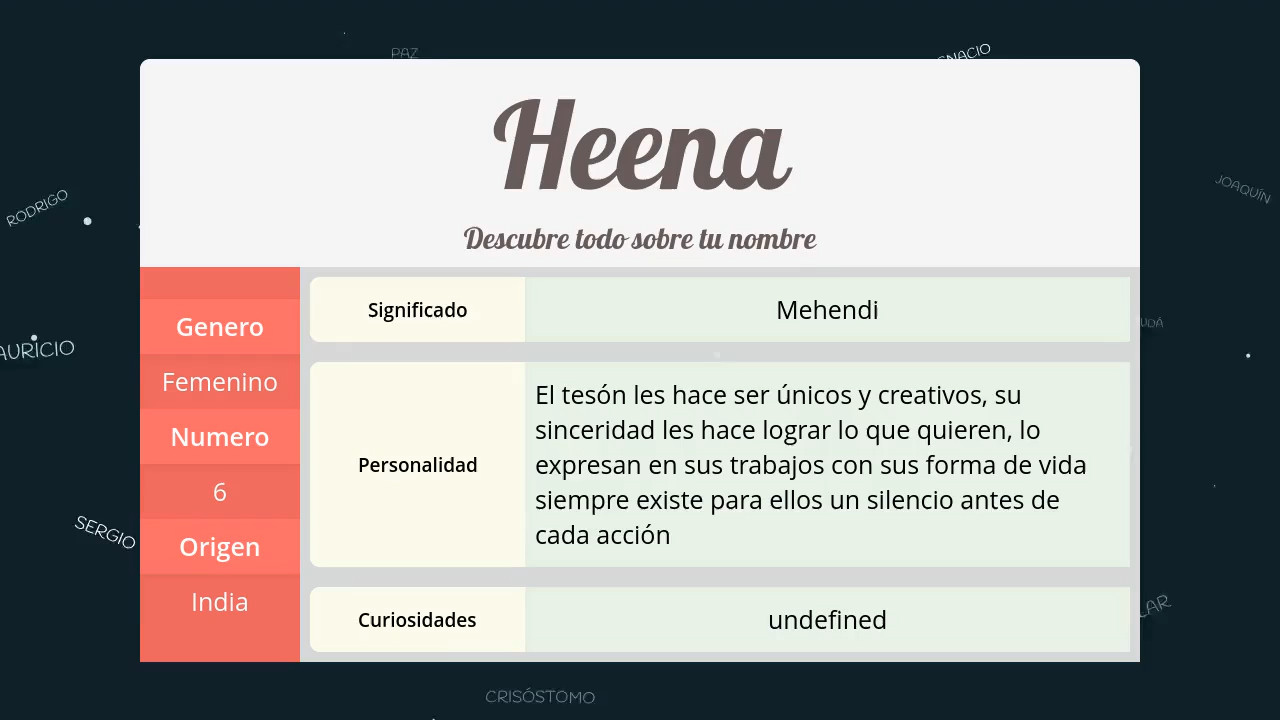 PAZ
Heena
Descubre todo sobre tu nombre
RODRIGO
JOAQUÍN
Genero
Femenino
Numero
6
Origen
India
Significado
Mehendi
Personalidad
El tesón les hace ser únicos y creativos, su
sinceridad les hace lograr lo que quieren, lo
expresan en sus trabajos con sus forma de vida
siempre existe para ellos un silencio antes de
cada acción
Curiosidades
undefined
SERGIO
CRISÓSTOMO